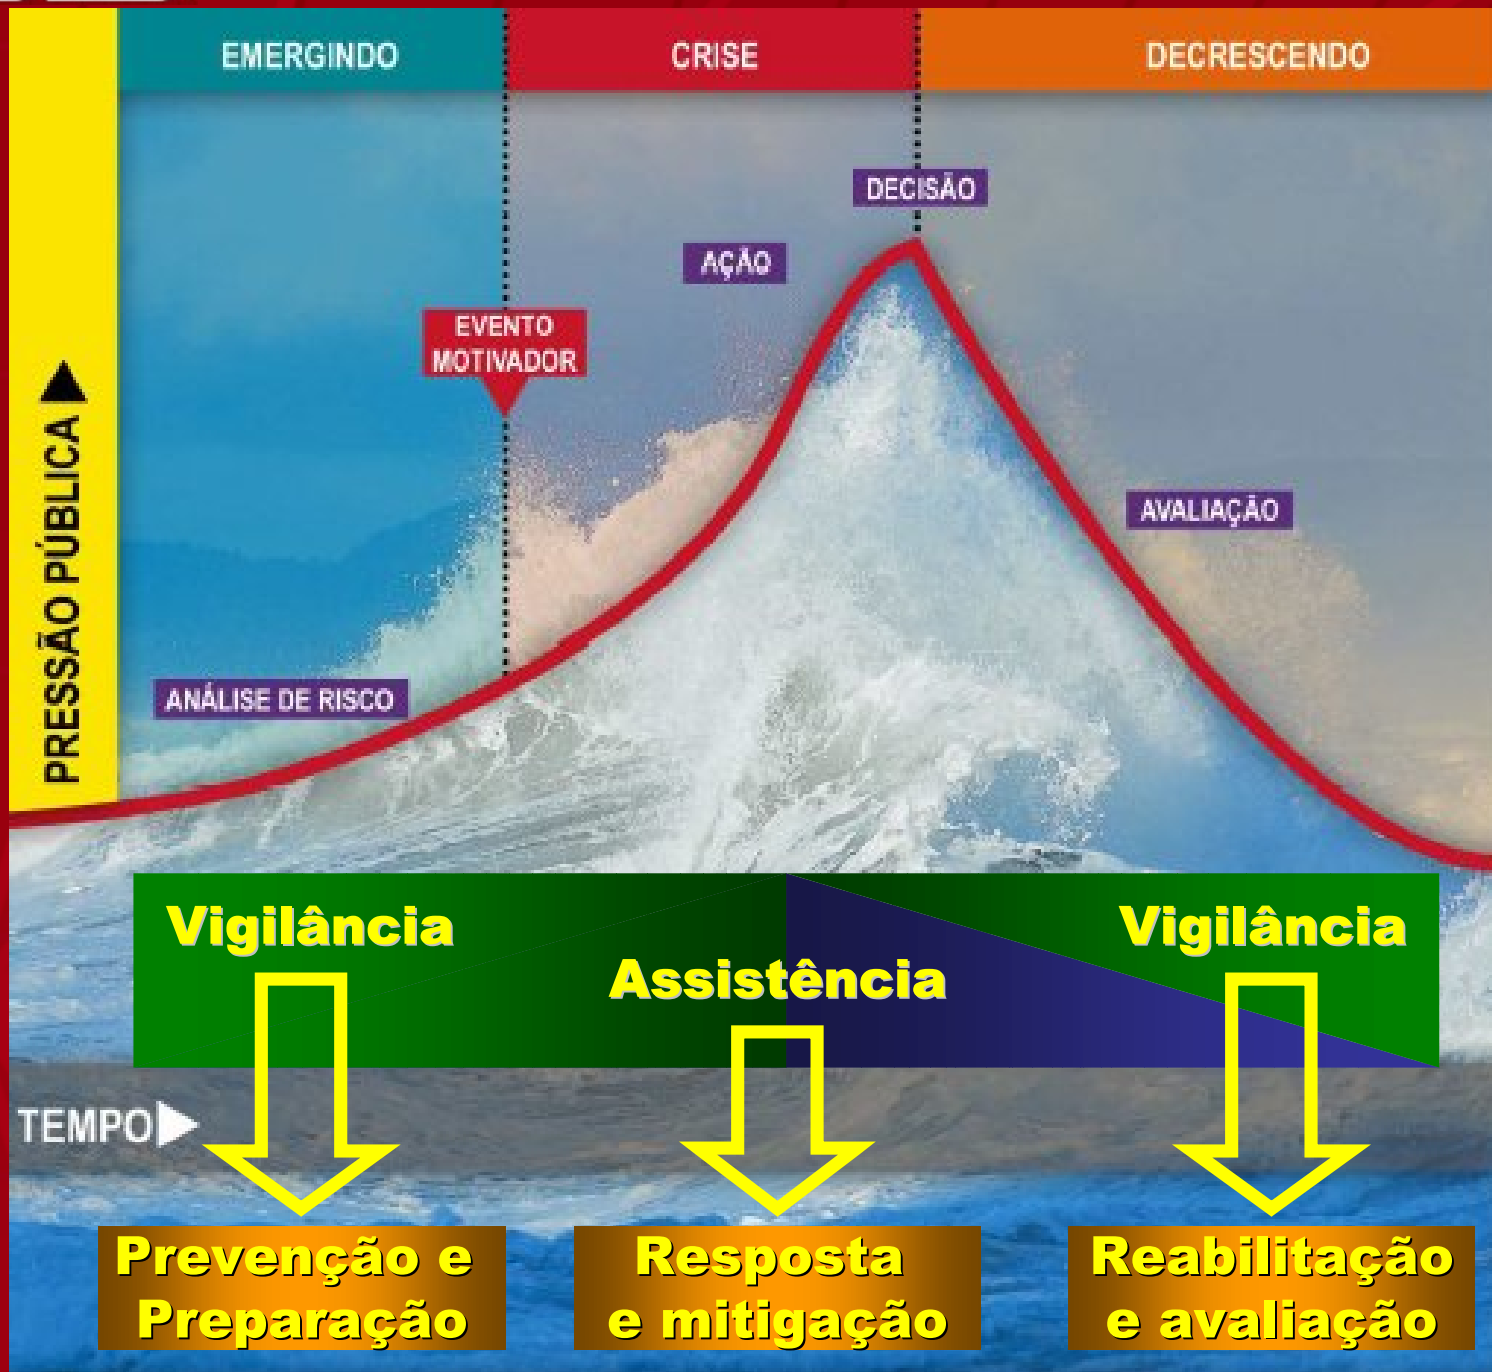 EMERGINDO
CRISE
DECRESCENDO
DECISÃO
AÇÃO
EVENTO
MOTIVADOR
PRESSÃO PÚBLICA
AVALIAÇÃO
ANÁLISE DE RISCO
Vigilância
Vigilância
Assistência
TEMPO
Prevenção e
Preparação
Resposta
e mitigação
Reabilitação
e avaliação